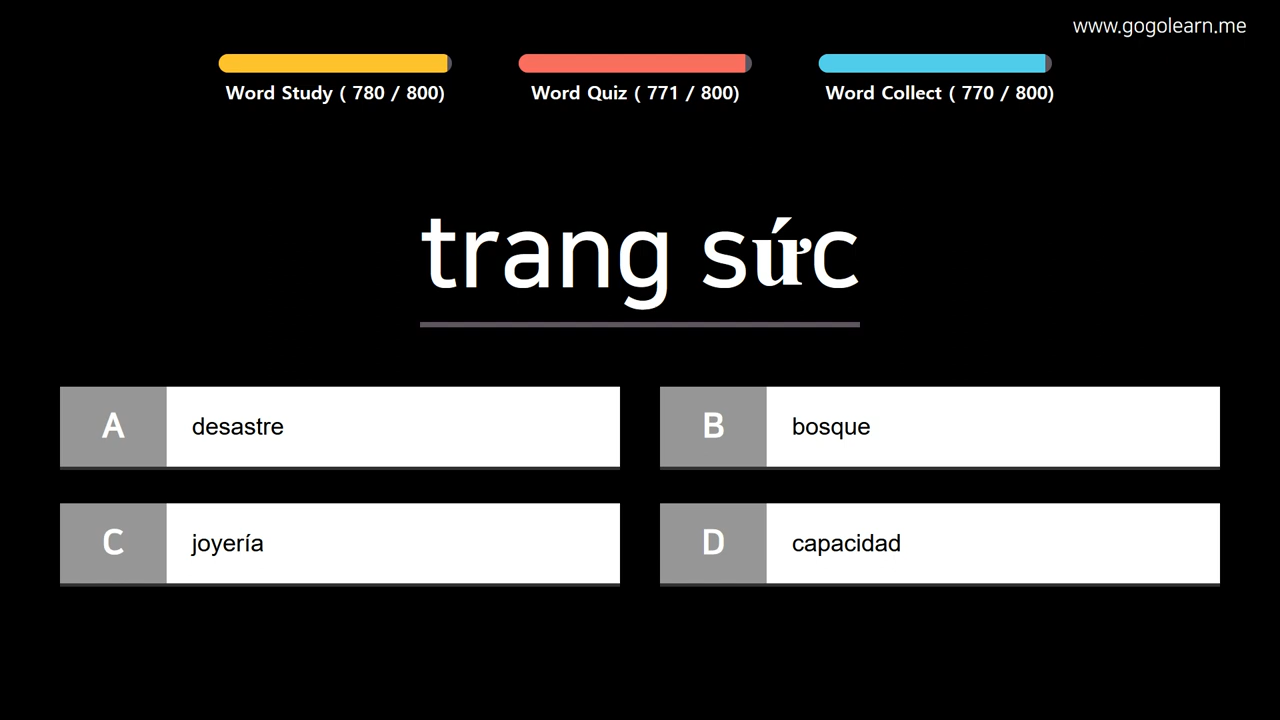 www.gogolearn.me
Word Study ( 780 / 800)
Word Quiz ( 771 / 800)
Word Collect ( 770 / 800)
trang sức
A desastre
B bosque
C joyería
D capacidad